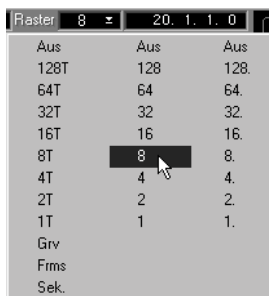 Raster 8 20. 1. 1. 0
Aus Aus Aus
128T 128 128.
64T 64 64.
32T 32 32.
16T 16 16.
8T 8 8.
4T 4 4.
2T 2 2.
1T 1 1.
Grv
Frms
Sek.